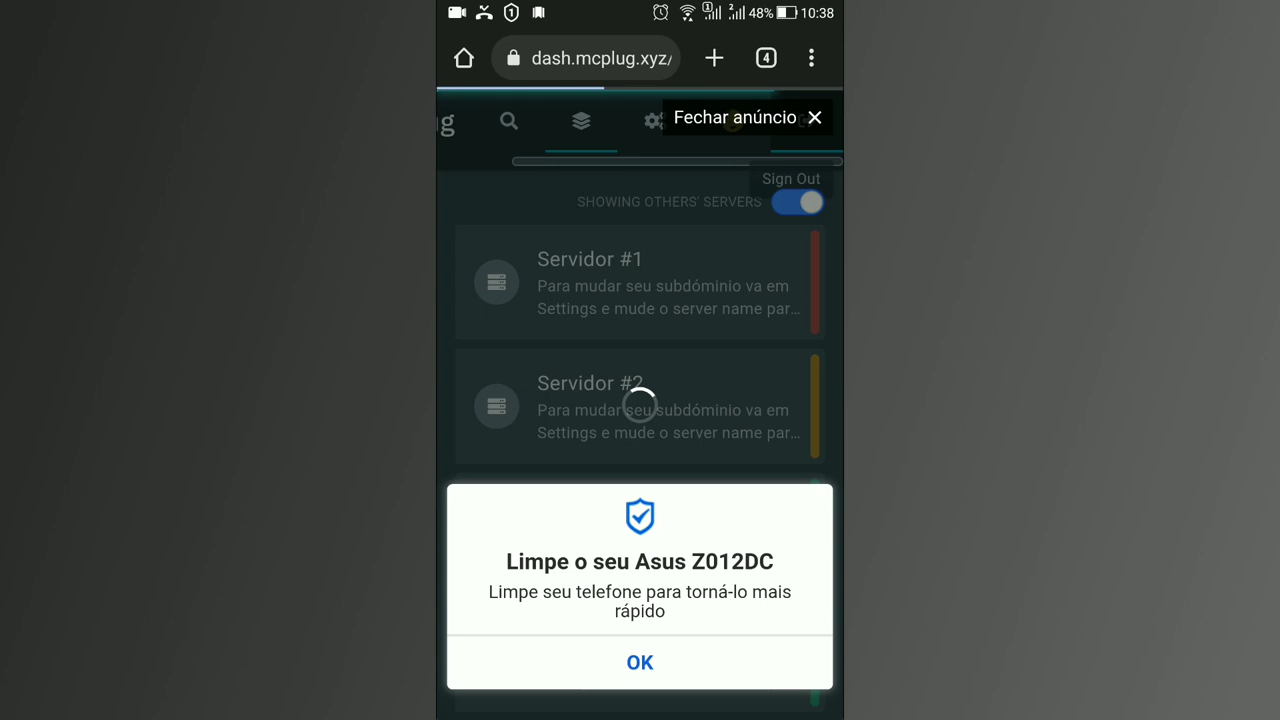 48% 10:38
dash.mcplug.xyz/ 4
ug Fechar anúncio
Sign Out
SHOWING OTHERS' SERVERS
Servidor #1
Para mudar seu subdóminio va em
Settings e mude o server name par...
Servidor #2
Para mudar seu subdóminio va em
Settings e mude o server name par...
Limpe o seu Asus Z012DC
Limpe seu telefone para torná-lo mais
rápido
OK